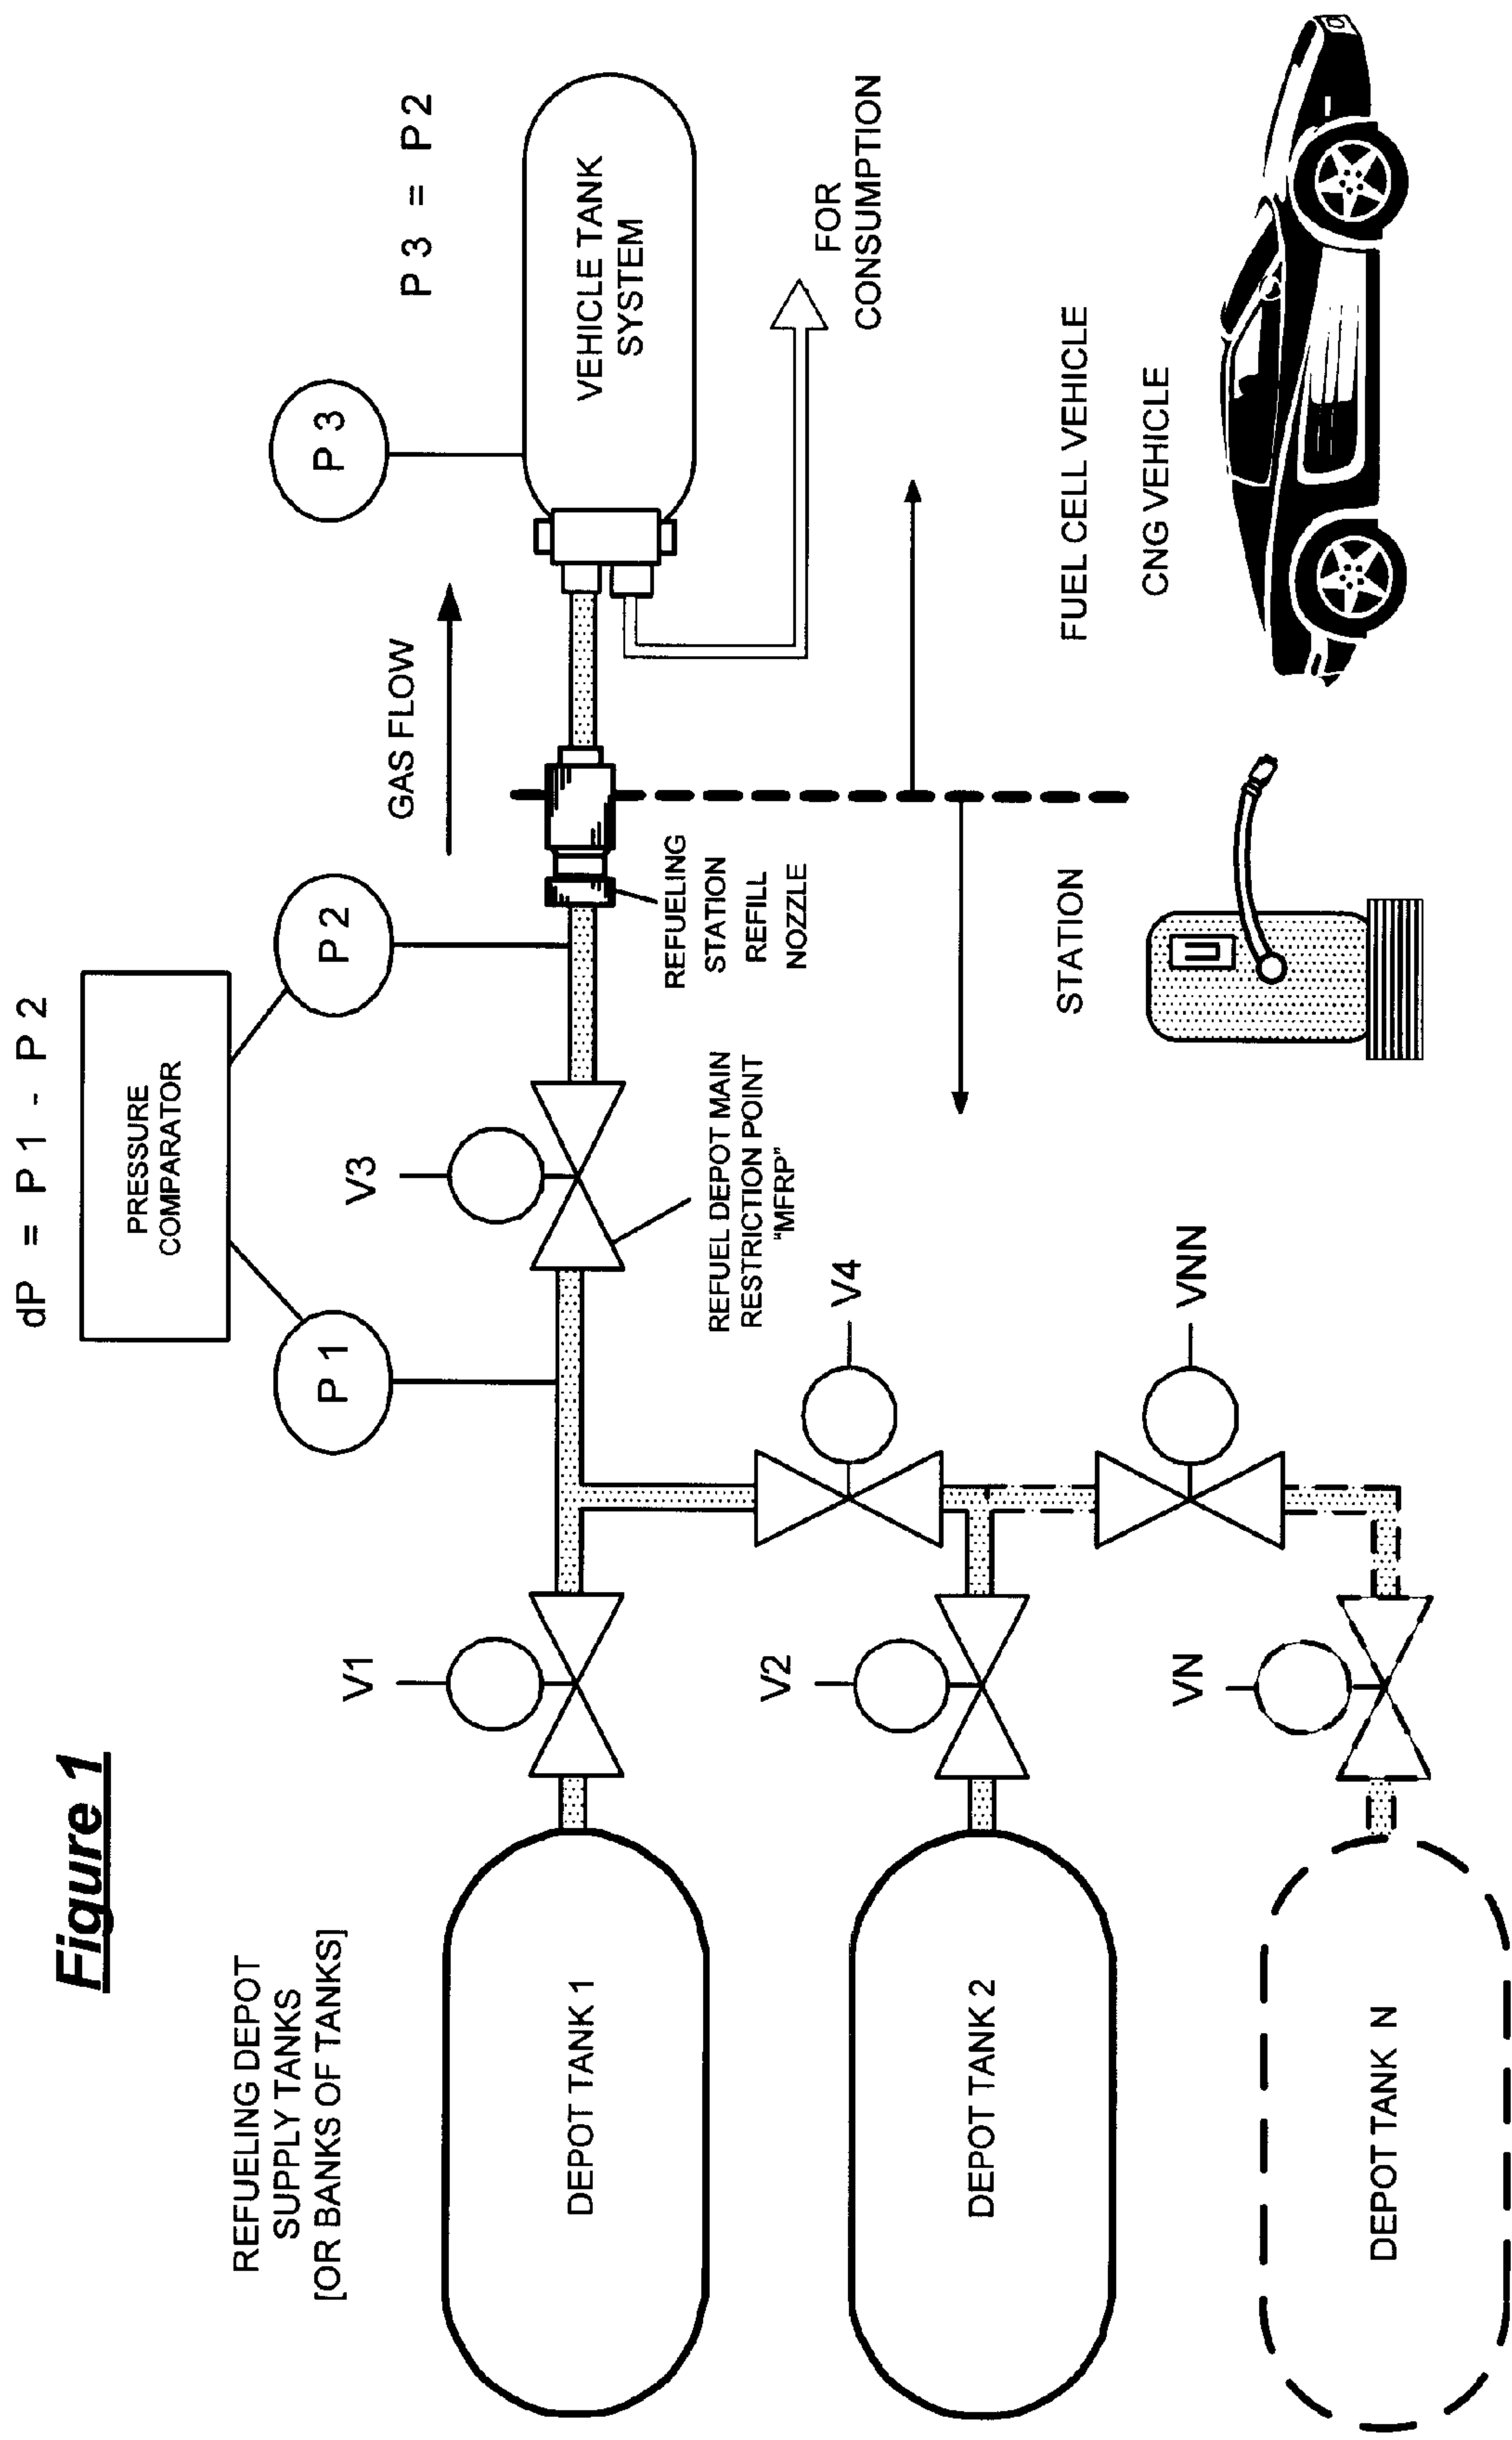 Figure 1
dP = P 1 - P 2
PRESSURE
COMPARATOR
P 1
P 2
P 3
P 3 = P 2
GAS FLOW
REFUELING DEPOT
SUPPLY TANKS
[OR BANKS OF TANKS]
V1
V3
DEPOT TANK 1
REFUEL DEPOT MAIN
RESTRICTION POINT
"MFRP"
REFUELING
STATION
REFILL
NOZZLE
VEHICLE TANK
SYSTEM
FOR
CONSUMPTION
V2
V4
DEPOT TANK 2
STATION
FUEL CELL VEHICLE
CNG VEHICLE
VN
VNN
DEPOT TANK N